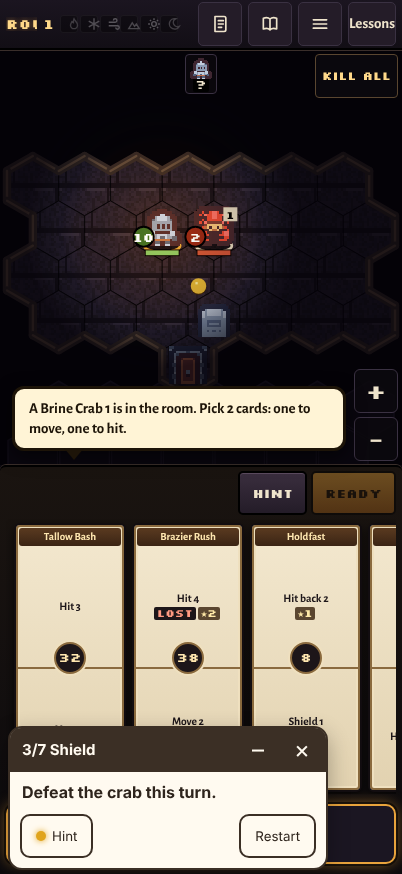 1
Lessons
?
KILL ALL
1
10
2
A Brine Crab 1 is in the room. Pick 2 cards: one to
move, one to hit.
+
–
HINT
READY
Tallow Bash
Brazier Rush
Holdfast
Hit 3
Hit 4
LOST ★2
Hit back 2
★1
32
38
8
Move 2
Shield 1
3/7 Shield
Defeat the crab this turn.
Hint
Restart